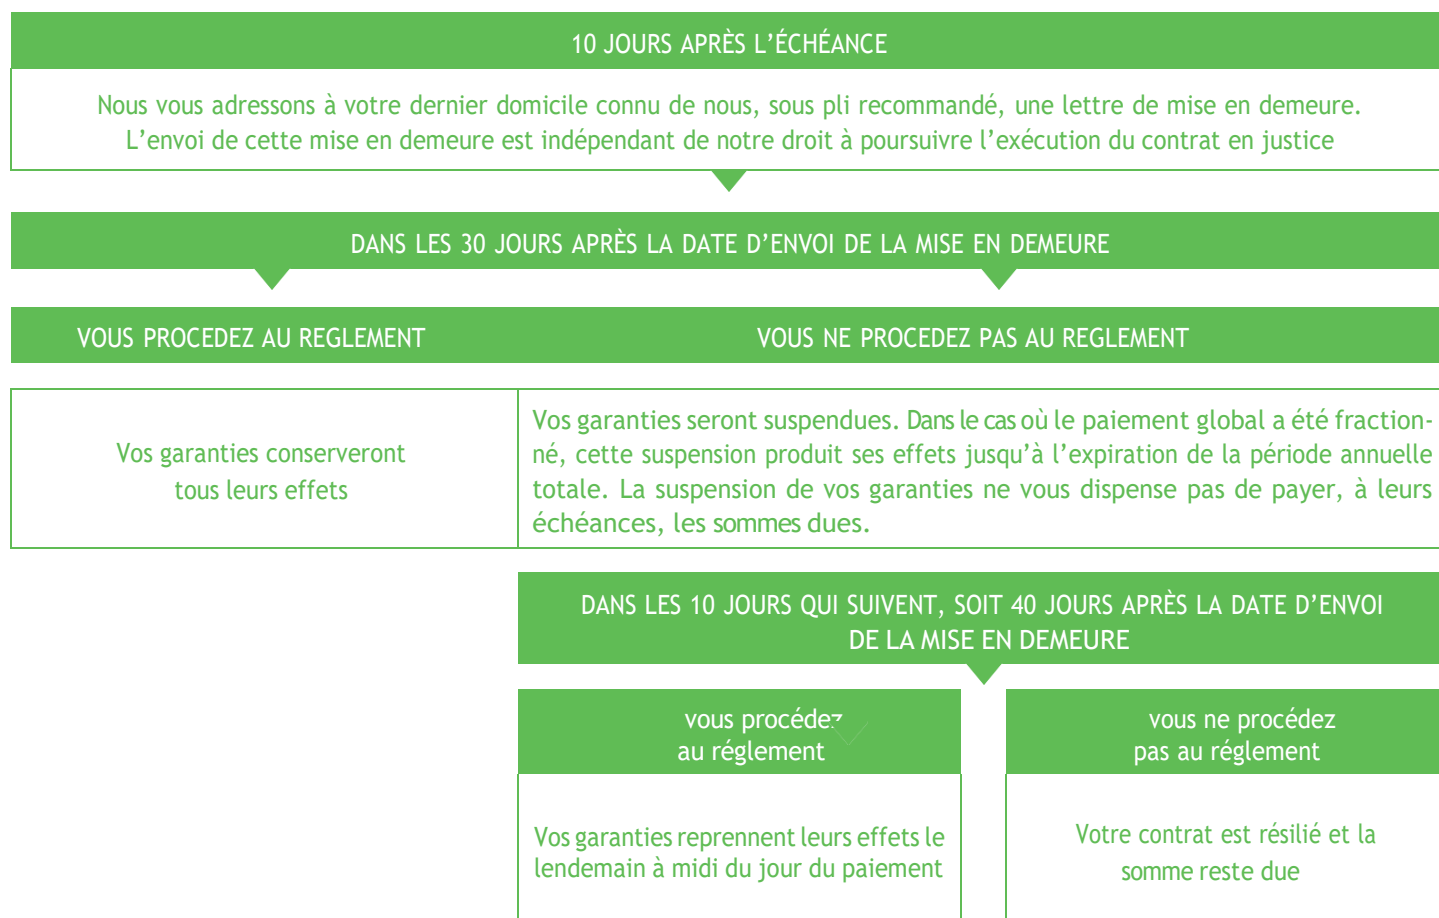 10 JOURS APRÈS L’ÉCHÉANCE
Nous vous adressons à votre dernier domicile connu de nous, sous pli recommandé, une lettre de mise en demeure.
L’envoi de cette mise en demeure est indépendant de notre droit à poursuivre l’exécution du contrat en justice
DANS LES 30 JOURS APRÈS LA DATE D’ENVOI DE LA MISE EN DEMEURE
VOUS PROCEDEZ AU REGLEMENT
VOUS NE PROCEDEZ PAS AU REGLEMENT
Vos garanties conserveront
tous leurs effets
Vos garanties seront suspendues. Dans le cas où le paiement global a été fraction-
né, cette suspension produit ses effets jusqu’à l’expiration de la période annuelle
totale. La suspension de vos garanties ne vous dispense pas de payer, à leurs
échéances, les sommes dues.
DANS LES 10 JOURS QUI SUIVENT, SOIT 40 JOURS APRÈS LA DATE D’ENVOI
DE LA MISE EN DEMEURE
vous procédez
au réglement
vous ne procédez
pas au réglement
Vos garanties reprennent leurs effets le
lendemain à midi du jour du paiement
Votre contrat est résilié et la
somme reste due